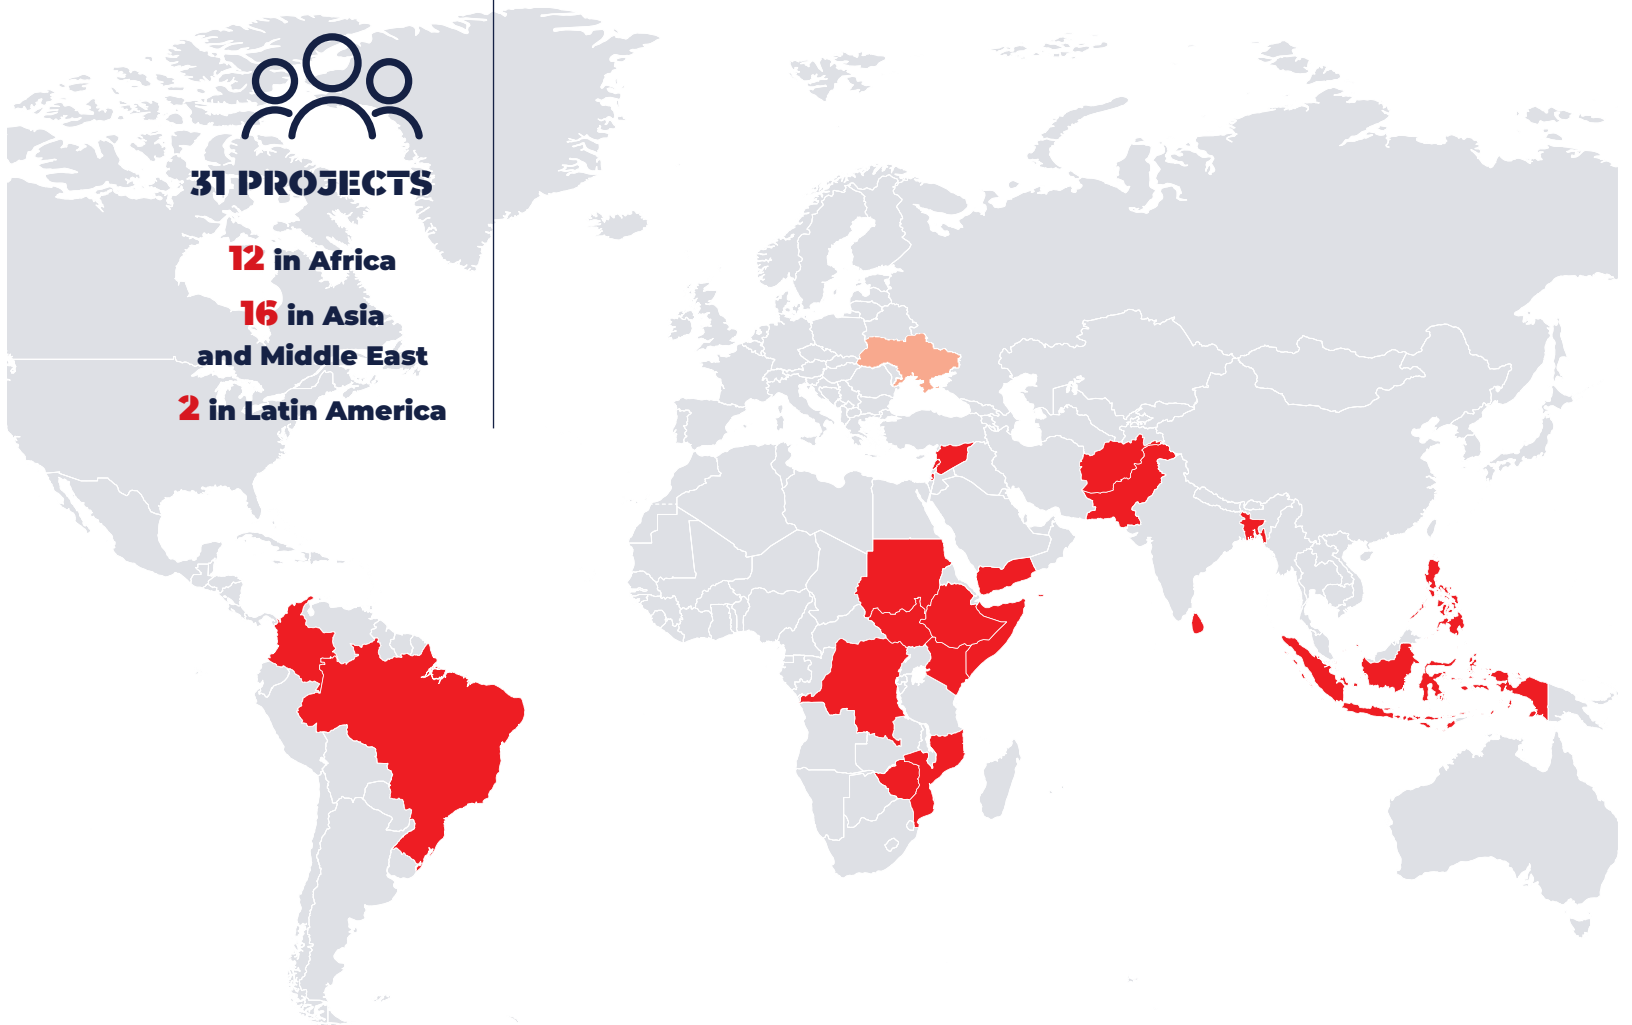 31 PROJECTS
12 in Africa
16 in Asia
and Middle East
2 in Latin America